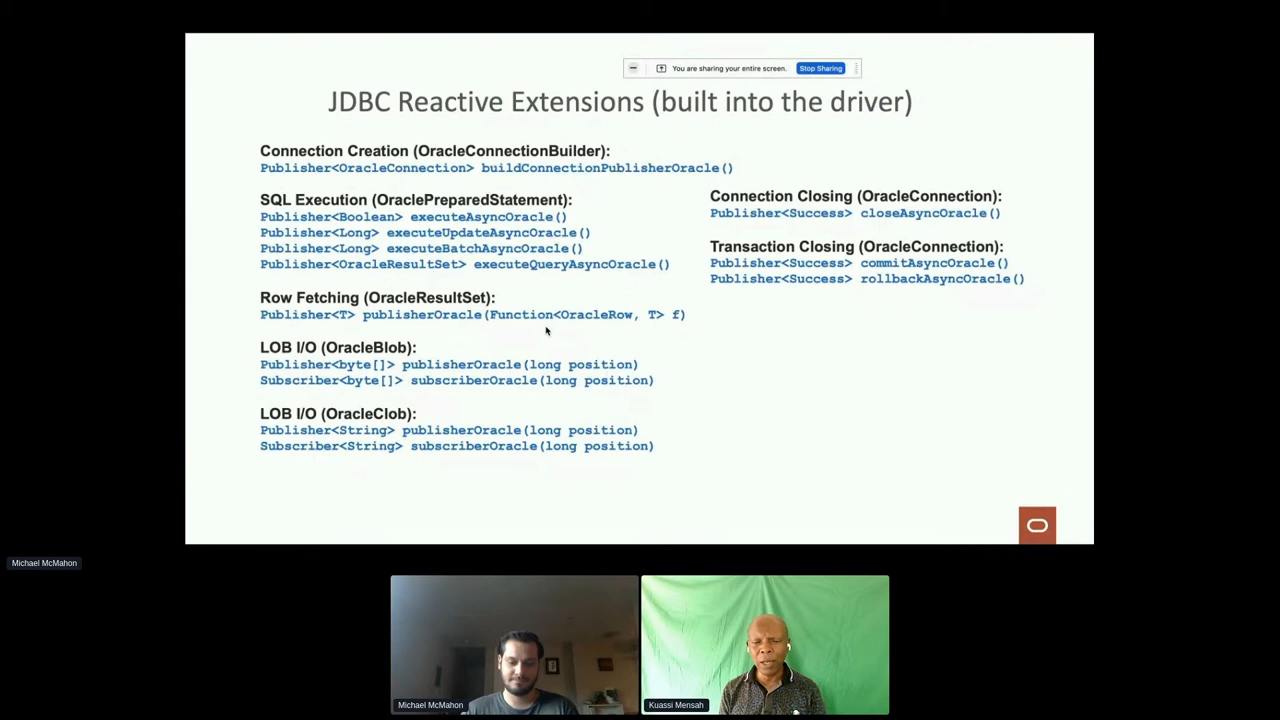 You are sharing your entire screen. Stop Sharing
JDBC Reactive Extensions (built into the driver)
Connection Creation (OracleConnectionBuilder):
Publisher<OracleConnection> buildConnectionPublisherOracle()
SQL Execution (OraclePreparedStatement):
Publisher<Boolean> executeAsyncOracle()
Publisher<Long> executeUpdateAsyncOracle()
Publisher<Long> executeBatchAsyncOracle()
Publisher<OracleResultSet> executeQueryAsyncOracle()
Row Fetching (OracleResultSet):
Publisher<T> publisherOracle(Function<OracleRow, T> f)
LOB I/O (OracleBlob):
Publisher<byte[]> publisherOracle(long position)
Subscriber<byte[]> subscriberOracle(long position)
LOB I/O (OracleClob):
Publisher<String> publisherOracle(long position)
Subscriber<String> subscriberOracle(long position)
Connection Closing (OracleConnection):
Publisher<Success> closeAsyncOracle()
Transaction Closing (OracleConnection):
Publisher<Success> commitAsyncOracle()
Publisher<Success> rollbackAsyncOracle()
Michael McMahon
Michael McMahon
Kuassi Mensah